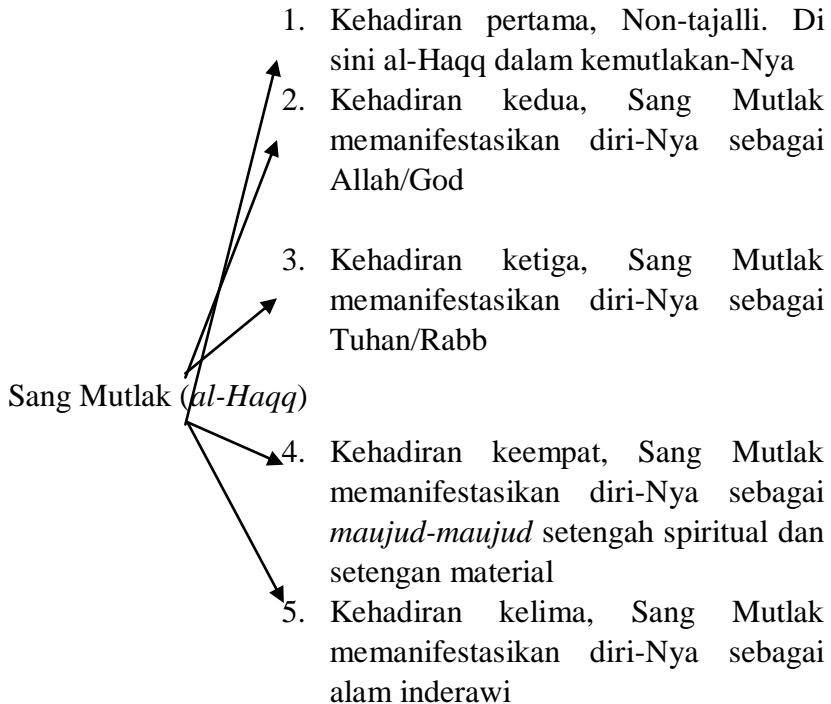 1. Kehadiran pertama, Non-tajalli. Di
sini al-Haqq dalam kemutlakan-Nya
2. Kehadiran kedua, Sang Mutlak
memanifestasikan diri-Nya sebagai
Allah/God
3. Kehadiran ketiga, Sang Mutlak
memanifestasikan diri-Nya sebagai
Tuhan/Rabb
Sang Mutlak (al-Haqq)
4. Kehadiran keempat, Sang Mutlak
memanifestasikan diri-Nya sebagai
maujud-maujud setengah spiritual dan
setengan material
5. Kehadiran kelima, Sang Mutlak
memanifestasikan diri-Nya sebagai
alam inderawi